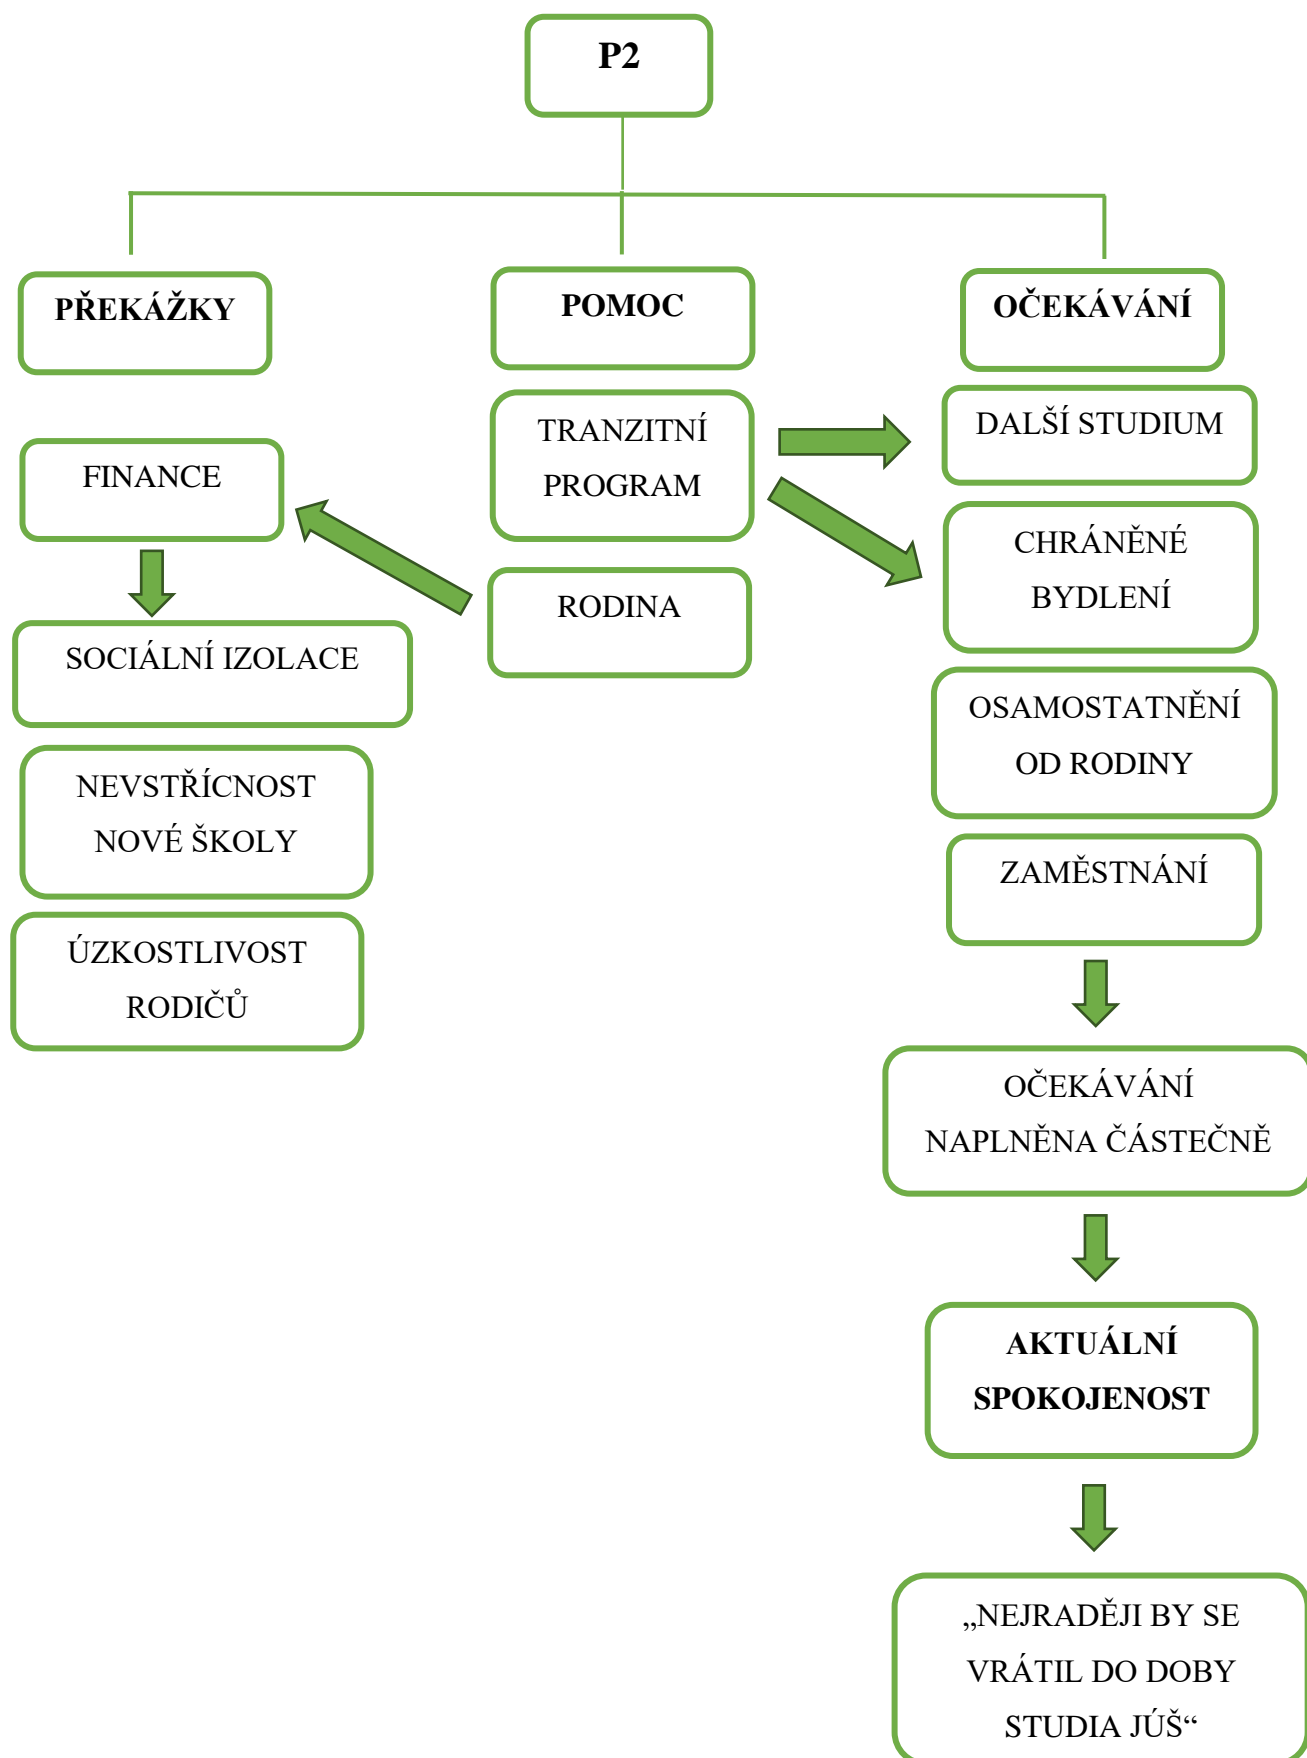 P2
PŘEKÁŽKY
FINANCE
SOCIÁLNÍ IZOLACE
NEVSTŘÍCNOST
NOVÉ ŠKOLY
ÚZKOSTLIVOST
RODIČŮ
POMOC
TRANZITNÍ
PROGRAM
RODINA
OČEKÁVÁNÍ
DALŠÍ STUDIUM
CHRÁNĚNÉ
BYDLENÍ
OSAMOSTATNĚNÍ
OD RODINY
ZAMĚSTNÁNÍ
OČEKÁVÁNÍ
NAPLNĚNA ČÁSTEČNĚ
AKTUÁLNÍ
SPOKOJENOST
„NEJRADĚJI BY SE
VRÁTIL DO DOBY
STUDIA JÚŠ“